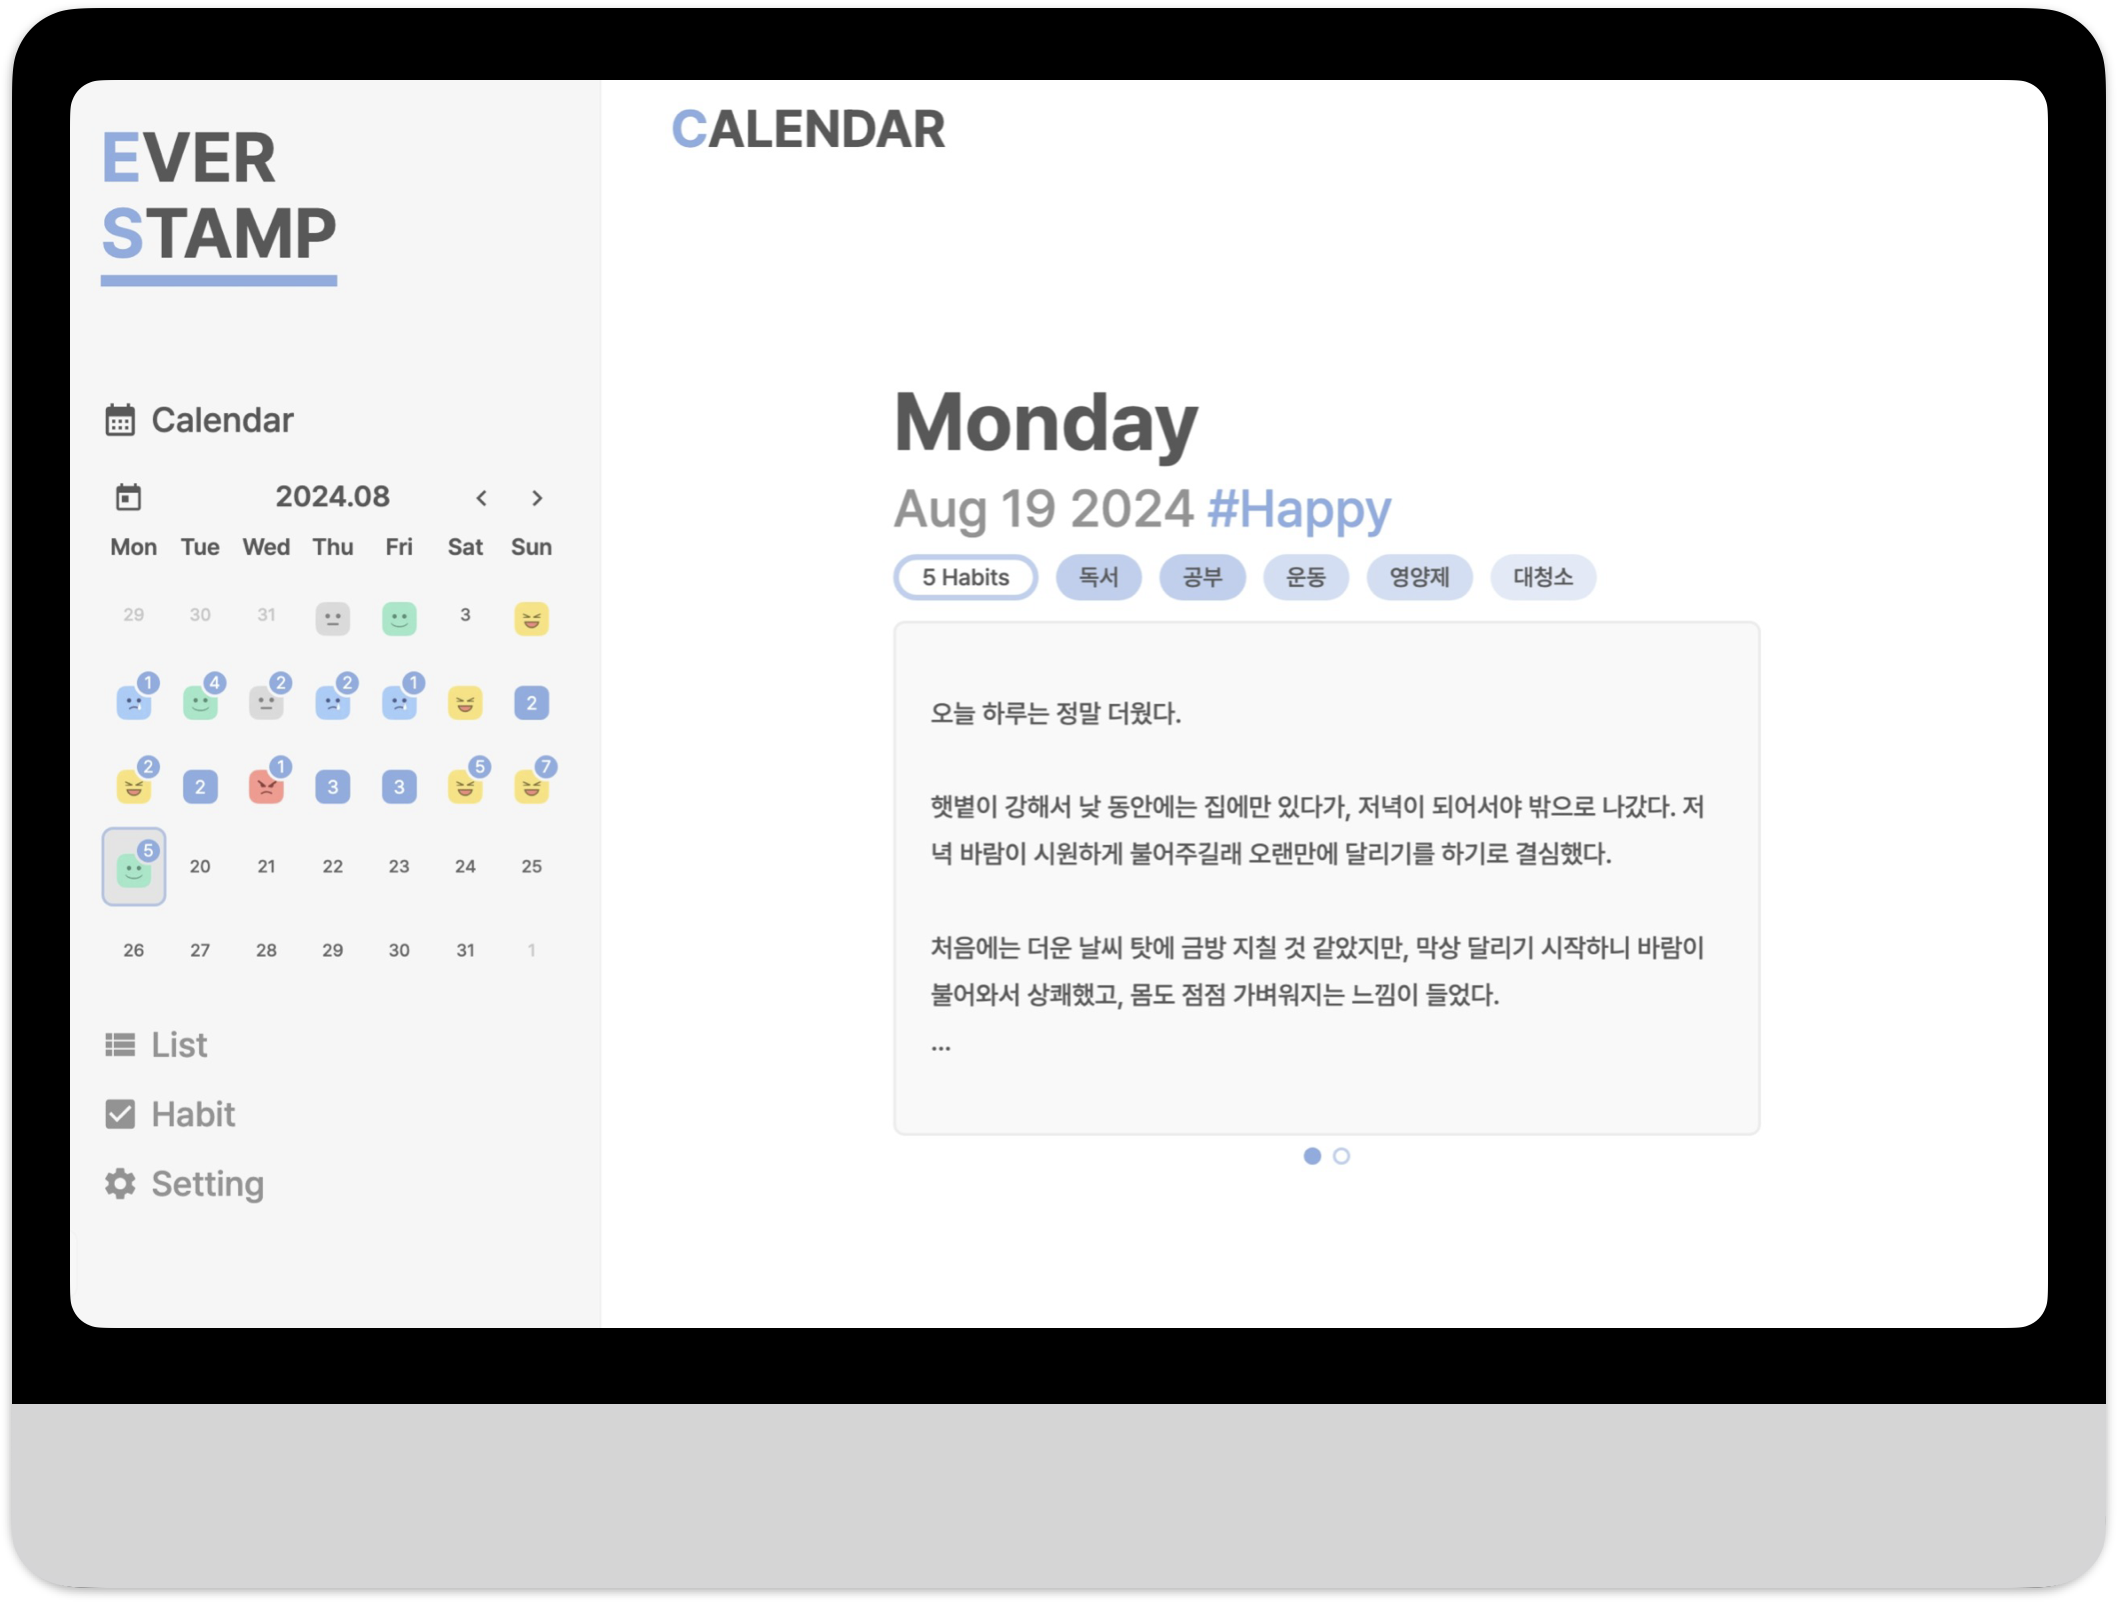 EVER
STAMP
Calendar
2024.08
Mon Tue Wed Thu Fri Sat Sun
29 30 31 3
1 4 2 2 1 2
2 2 1 3 3 5 7
5 20 21 22 23 24 25
26 27 28 29 30 31 1
List
Habit
Setting
CALENDAR
Monday
Aug 19 2024 #Happy
5 Habits 독서 공부 운동 영양제 대청소
오늘 하루는 정말 더웠다.
햇볕이 강해서 낮 동안에는 집에만 있다가, 저녁이 되어서야 밖으로 나갔다. 저
녁 바람이 시원하게 불어주길래 오랜만에 달리기를 하기로 결심했다.
처음에는 더운 날씨 탓에 금방 지칠 것 같았지만, 막상 달리기 시작하니 바람이
불어와서 상쾌했고, 몸도 점점 가벼워지는 느낌이 들었다.
...